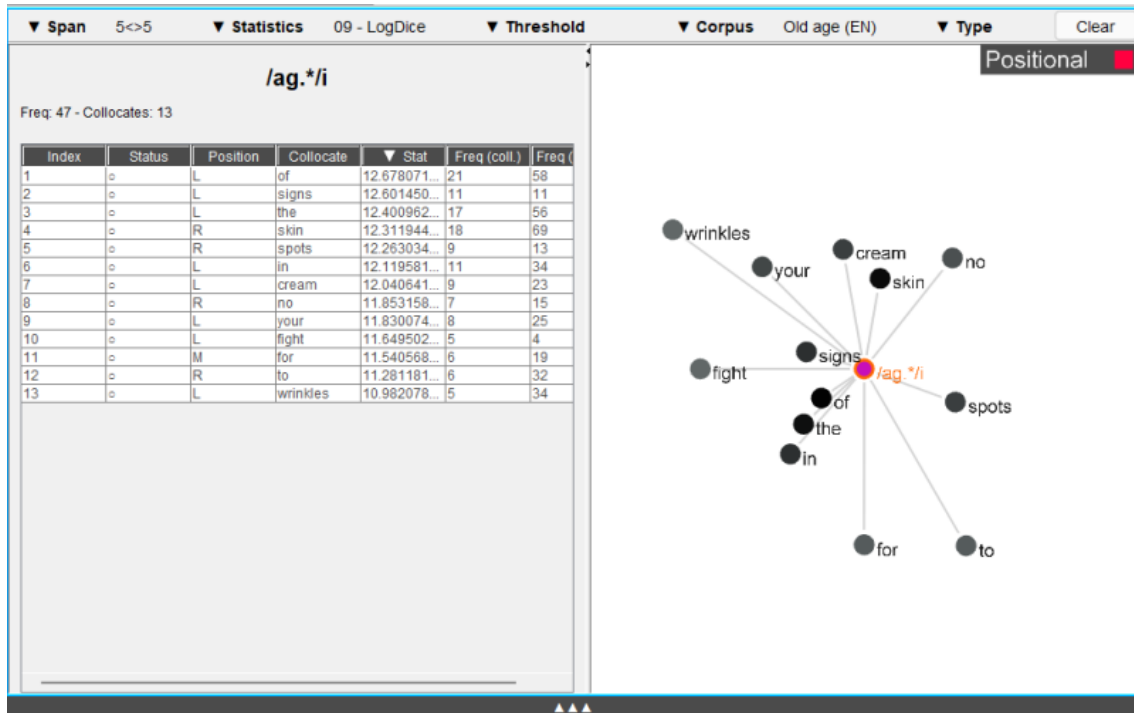 ▼ Span 5<>5 ▼ Statistics 09 - LogDice ▼ Threshold ▼ Corpus Old age (EN) ▼ Type Clear
/ag.*/i
Freq: 47 - Collocates: 13
Index Status Position Collocate ▼ Stat Freq (coll.) Freq (
1 ○ L of 12.678071... 21 58
2 ○ L signs 12.601450... 11 11
3 ○ L the 12.400962... 17 56
4 ○ R skin 12.311944... 18 69
5 ○ R spots 12.263034... 9 13
6 ○ L in 12.119581... 11 34
7 ○ L cream 12.040641... 9 23
8 ○ R no 11.853158... 7 15
9 ○ L your 11.830074... 8 25
10 ○ L fight 11.649502... 5 4
11 ○ M for 11.540568... 6 19
12 ○ R to 11.281181... 6 32
13 ○ L wrinkles 10.982078... 5 34
Positional
wrinkles
cream
no
your
skin
signs
fight
/ag.*/i
of
spots
the
in
for
to